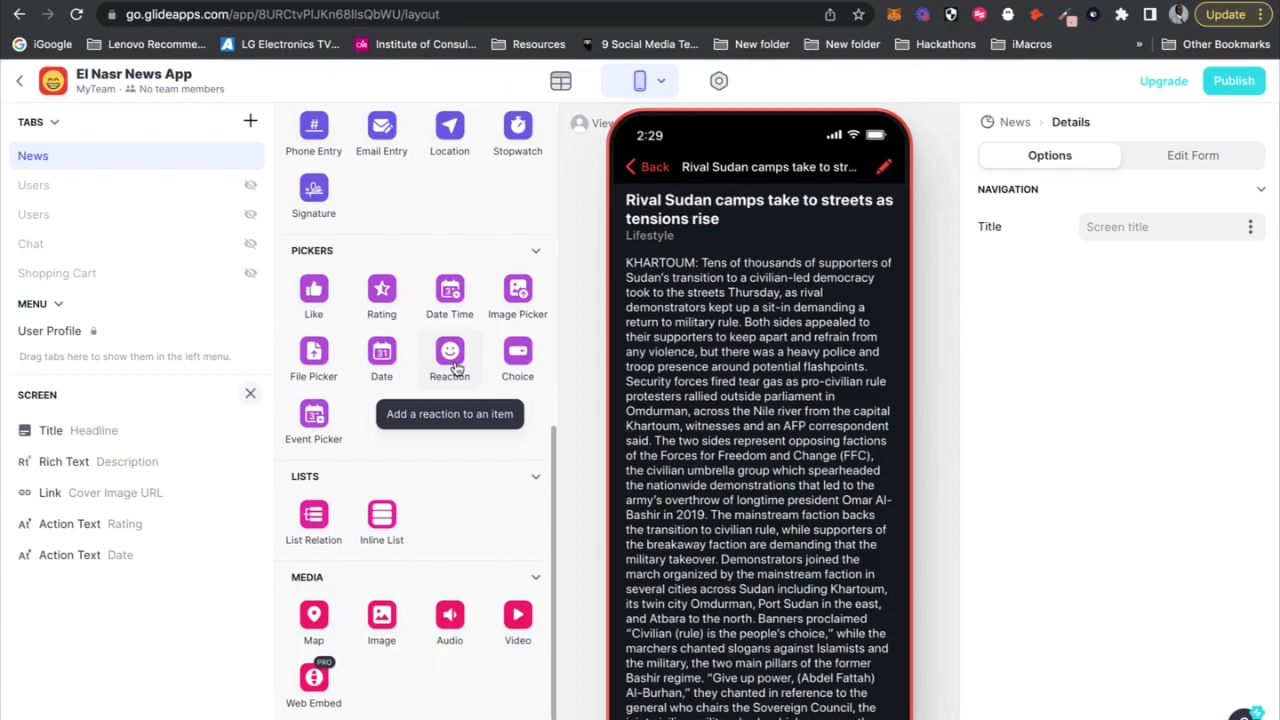 go.glideapps.com/app/8URCtvPlJKn68IlsQbWU/layout
Update
iGoogle
Lenovo Recomme...
LG Electronics TV...
Institute of Consul...
Resources
9 Social Media Te...
New folder
New folder
Hackathons
iMacros
»
Other Bookmarks
El Nasr News App
MyTeam · No team members
Upgrade
Publish
TABS
News
Users
Users
Chat
Shopping Cart
MENU
User Profile
Drag tabs here to show them in the left menu.
SCREEN
Title Headline
Rich Text Description
Link Cover Image URL
Action Text Rating
Action Text Date
Phone Entry
Email Entry
Location
Stopwatch
Signature
PICKERS
Like
Rating
Date Time
Image Picker
File Picker
Date
Reaction
Choice
Event Picker
Add a reaction to an item
LISTS
List Relation
Inline List
MEDIA
Map
Image
Audio
Video
PRO
Web Embed
View
2:29
Back
Rival Sudan camps take to str...
Rival Sudan camps take to streets as
tensions rise
Lifestyle
KHARTOUM: Tens of thousands of supporters of
Sudan's transition to a civilian-led democracy
took to the streets Thursday, as rival
demonstrators kept up a sit-in demanding a
return to military rule. Both sides appealed to
their supporters to keep apart and refrain from
any violence, but there was a heavy police and
troop presence around potential flashpoints.
Security forces fired tear gas as pro-civilian rule
protesters rallied outside parliament in
Omdurman, across the Nile river from the capital
Khartoum, witnesses and an AFP correspondent
said. The two sides represent opposing factions
of the Forces for Freedom and Change (FFC),
the civilian umbrella group which spearheaded
the nationwide demonstrations that led to the
army's overthrow of longtime president Omar Al-
Bashir in 2019. The mainstream faction backs
the transition to civilian rule, while supporters of
the breakaway faction are demanding that the
military takeover. Demonstrators joined the
march organized by the mainstream faction in
several cities across Sudan including Khartoum,
its twin city Omdurman, Port Sudan in the east,
and Atbara to the north. Banners proclaimed
"Civilian (rule) is the people's choice," while the
marchers chanted slogans against Islamists and
the military, the two main pillars of the former
Bashir regime. "Give up power, (Abdel Fattah)
Al-Burhan," they chanted in reference to the
general who chairs the Sovereign Council, the
News › Details
Options
Edit Form
NAVIGATION
Title
Screen title